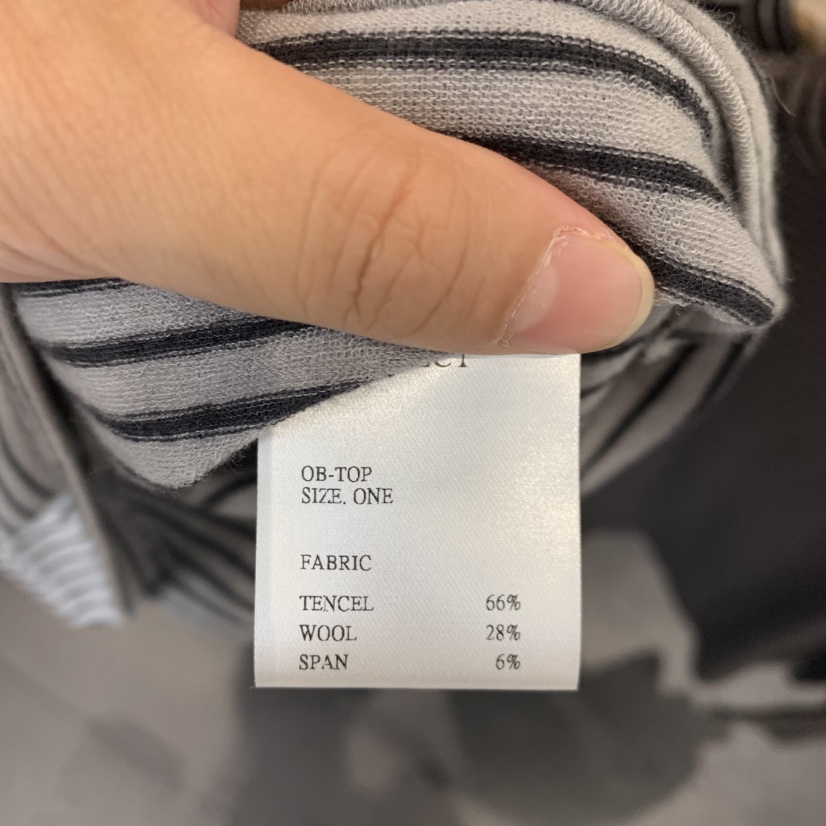 OB-TOP
SIZE. ONE
FABRIC
TENCEL 66%
WOOL 28%
SPAN 6%